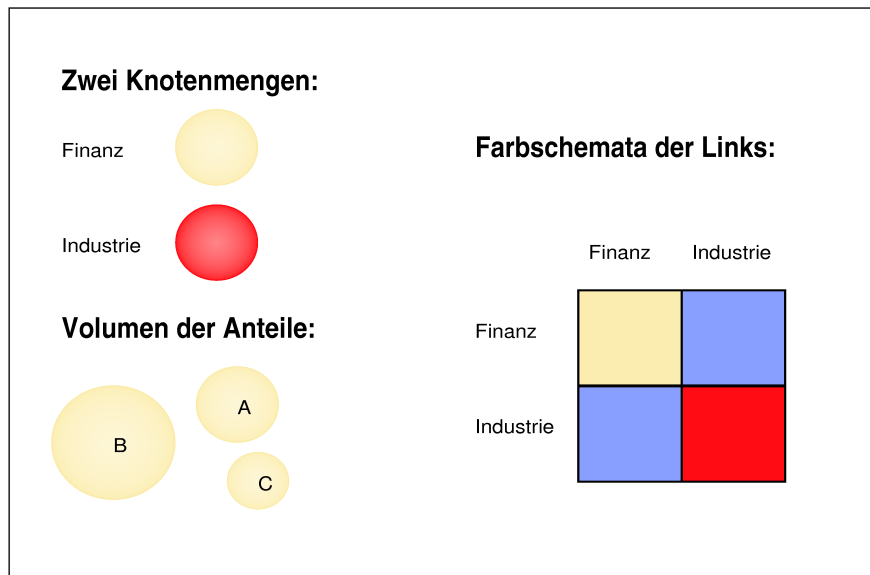 Zwei Knotenmengen:
Finanz
Industrie
Volumen der Anteile:
B
A
C
Farbschemata der Links:
Finanz Industrie
Finanz
Industrie